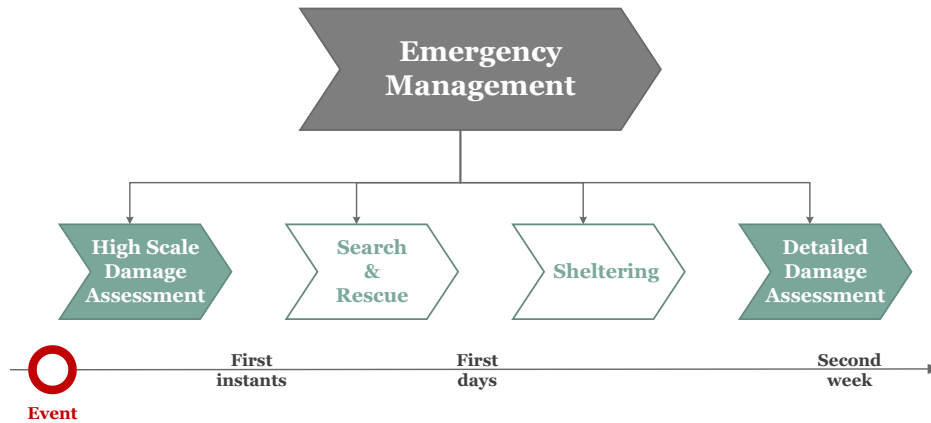 Emergency
Management
High Scale
Damage
Assessment
Search
&
Rescue
Sheltering
Detailed
Damage
Assessment
First
instants
First
days
Second
week
Event